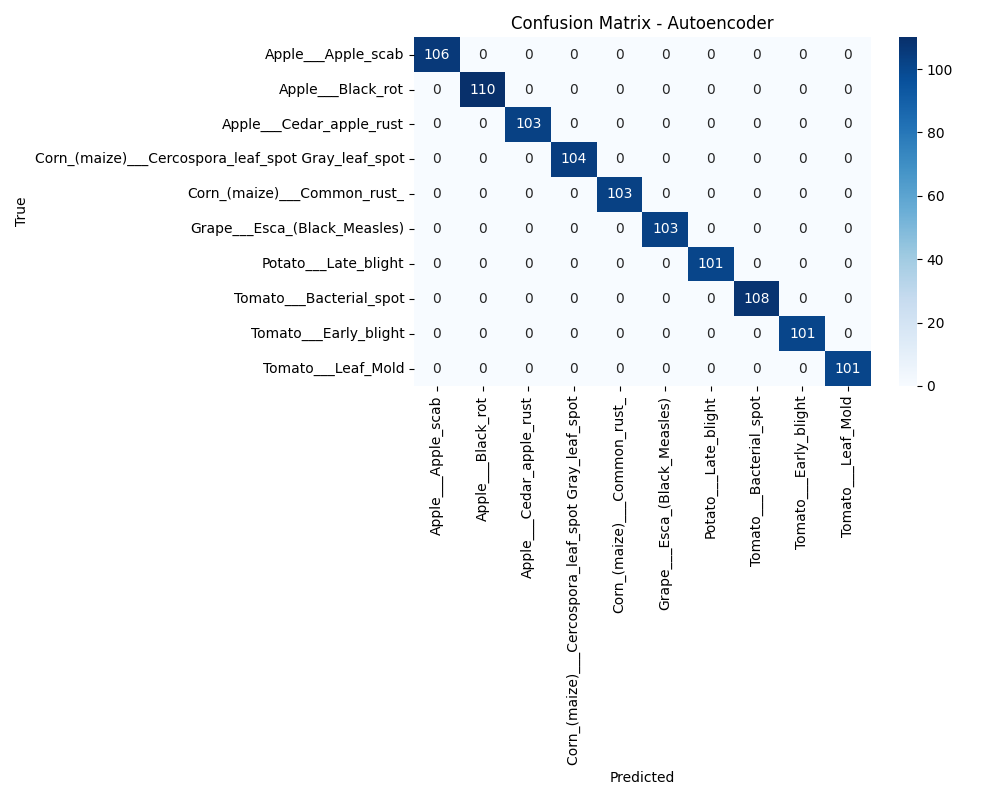 Confusion Matrix - Autoencoder
True
Apple___Apple_scab 106 0 0 0 0 0 0 0 0 0
Apple___Black_rot 0 110 0 0 0 0 0 0 0 0
Apple___Cedar_apple_rust 0 0 103 0 0 0 0 0 0 0
Corn_(maize)___Cercospora_leaf_spot Gray_leaf_spot 0 0 0 104 0 0 0 0 0 0
Corn_(maize)___Common_rust_ 0 0 0 0 103 0 0 0 0 0
Grape___Esca_(Black_Measles) 0 0 0 0 0 103 0 0 0 0
Potato___Late_blight 0 0 0 0 0 0 101 0 0 0
Tomato___Bacterial_spot 0 0 0 0 0 0 0 108 0 0
Tomato___Early_blight 0 0 0 0 0 0 0 0 101 0
Tomato___Leaf_Mold 0 0 0 0 0 0 0 0 0 101
Apple___Apple_scab
Apple___Black_rot
Apple___Cedar_apple_rust
Corn_(maize)___Cercospora_leaf_spot Gray_leaf_spot
Corn_(maize)___Common_rust_
Grape___Esca_(Black_Measles)
Potato___Late_blight
Tomato___Bacterial_spot
Tomato___Early_blight
Tomato___Leaf_Mold
Predicted
100
80
60
40
20
0